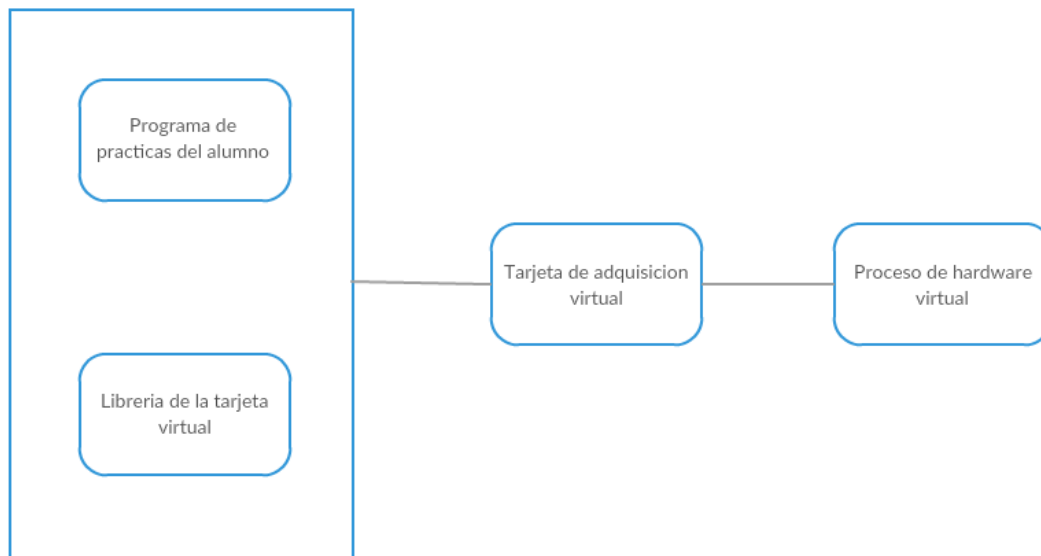 Programa de
practicas del alumno
Tarjeta de adquisicion
virtual
Proceso de hardware
virtual
Libreria de la tarjeta
virtual